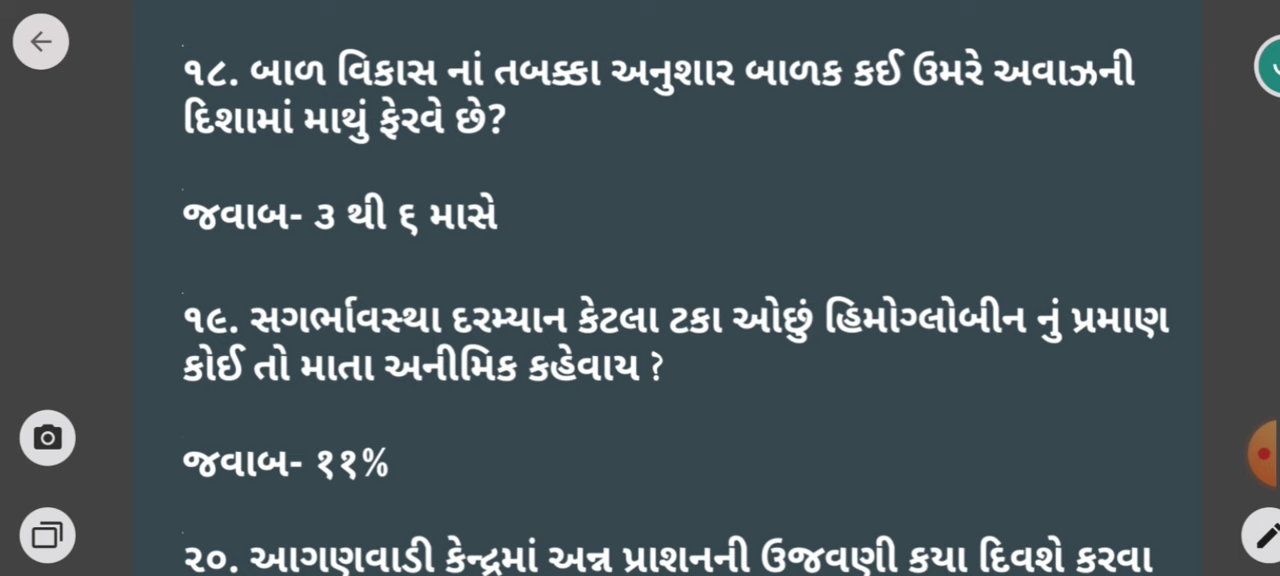 ૧૮. બાળ વિકાસ નાં તબક્કા અનુશાર બાળક કઈ ઉમરે અવાઝની
દિશામાં માથું ફેરવે છે?
જવાબ- ૩ થી ૬ માસે
૧૯. સગર્ભાવસ્થા દરમ્યાન કેટલા ટકા ઓછું હિમોગ્લોબીન નું પ્રમાણ
કોઈ તો માતા અનીમિક કહેવાય ?
જવાબ- ११%
૨૦. આગણવાડી કેન્દ્રમાં અન્ન પ્રાશનની ઉજવણી કયા દિવશે કરવા